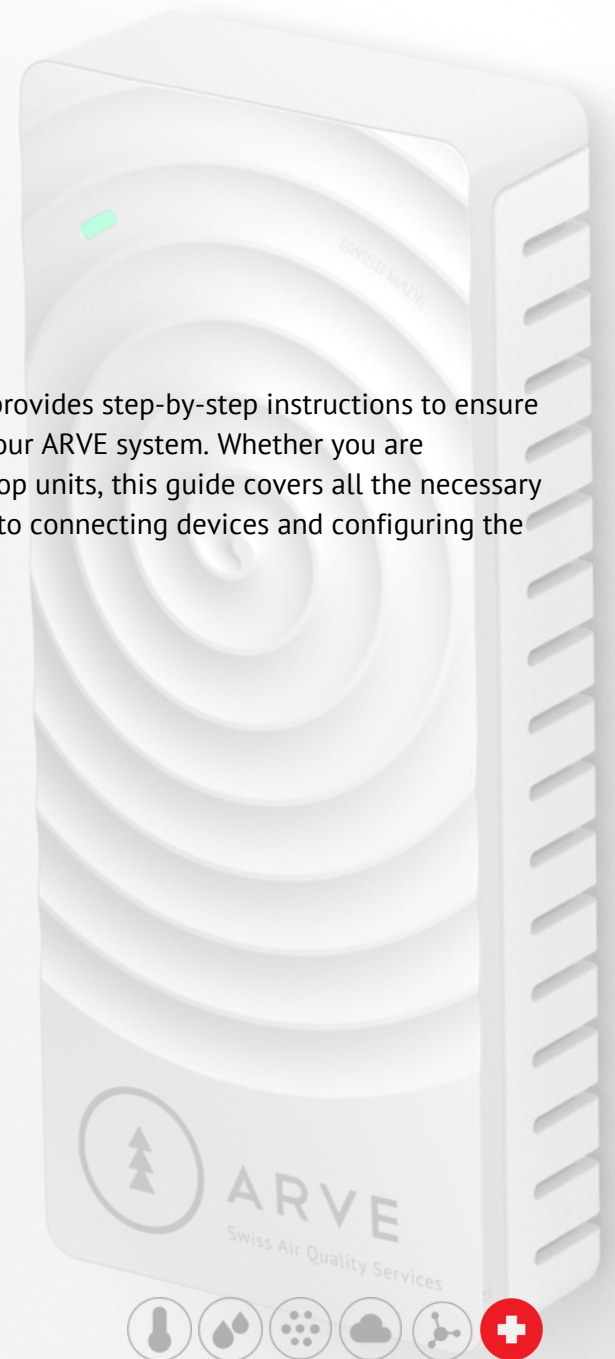 SWISS MADE
provides step-by-step instructions to ensure
our ARVE system. Whether you are
op units, this guide covers all the necessary
to connecting devices and configuring the
ARVE
Swiss Air Quality Services